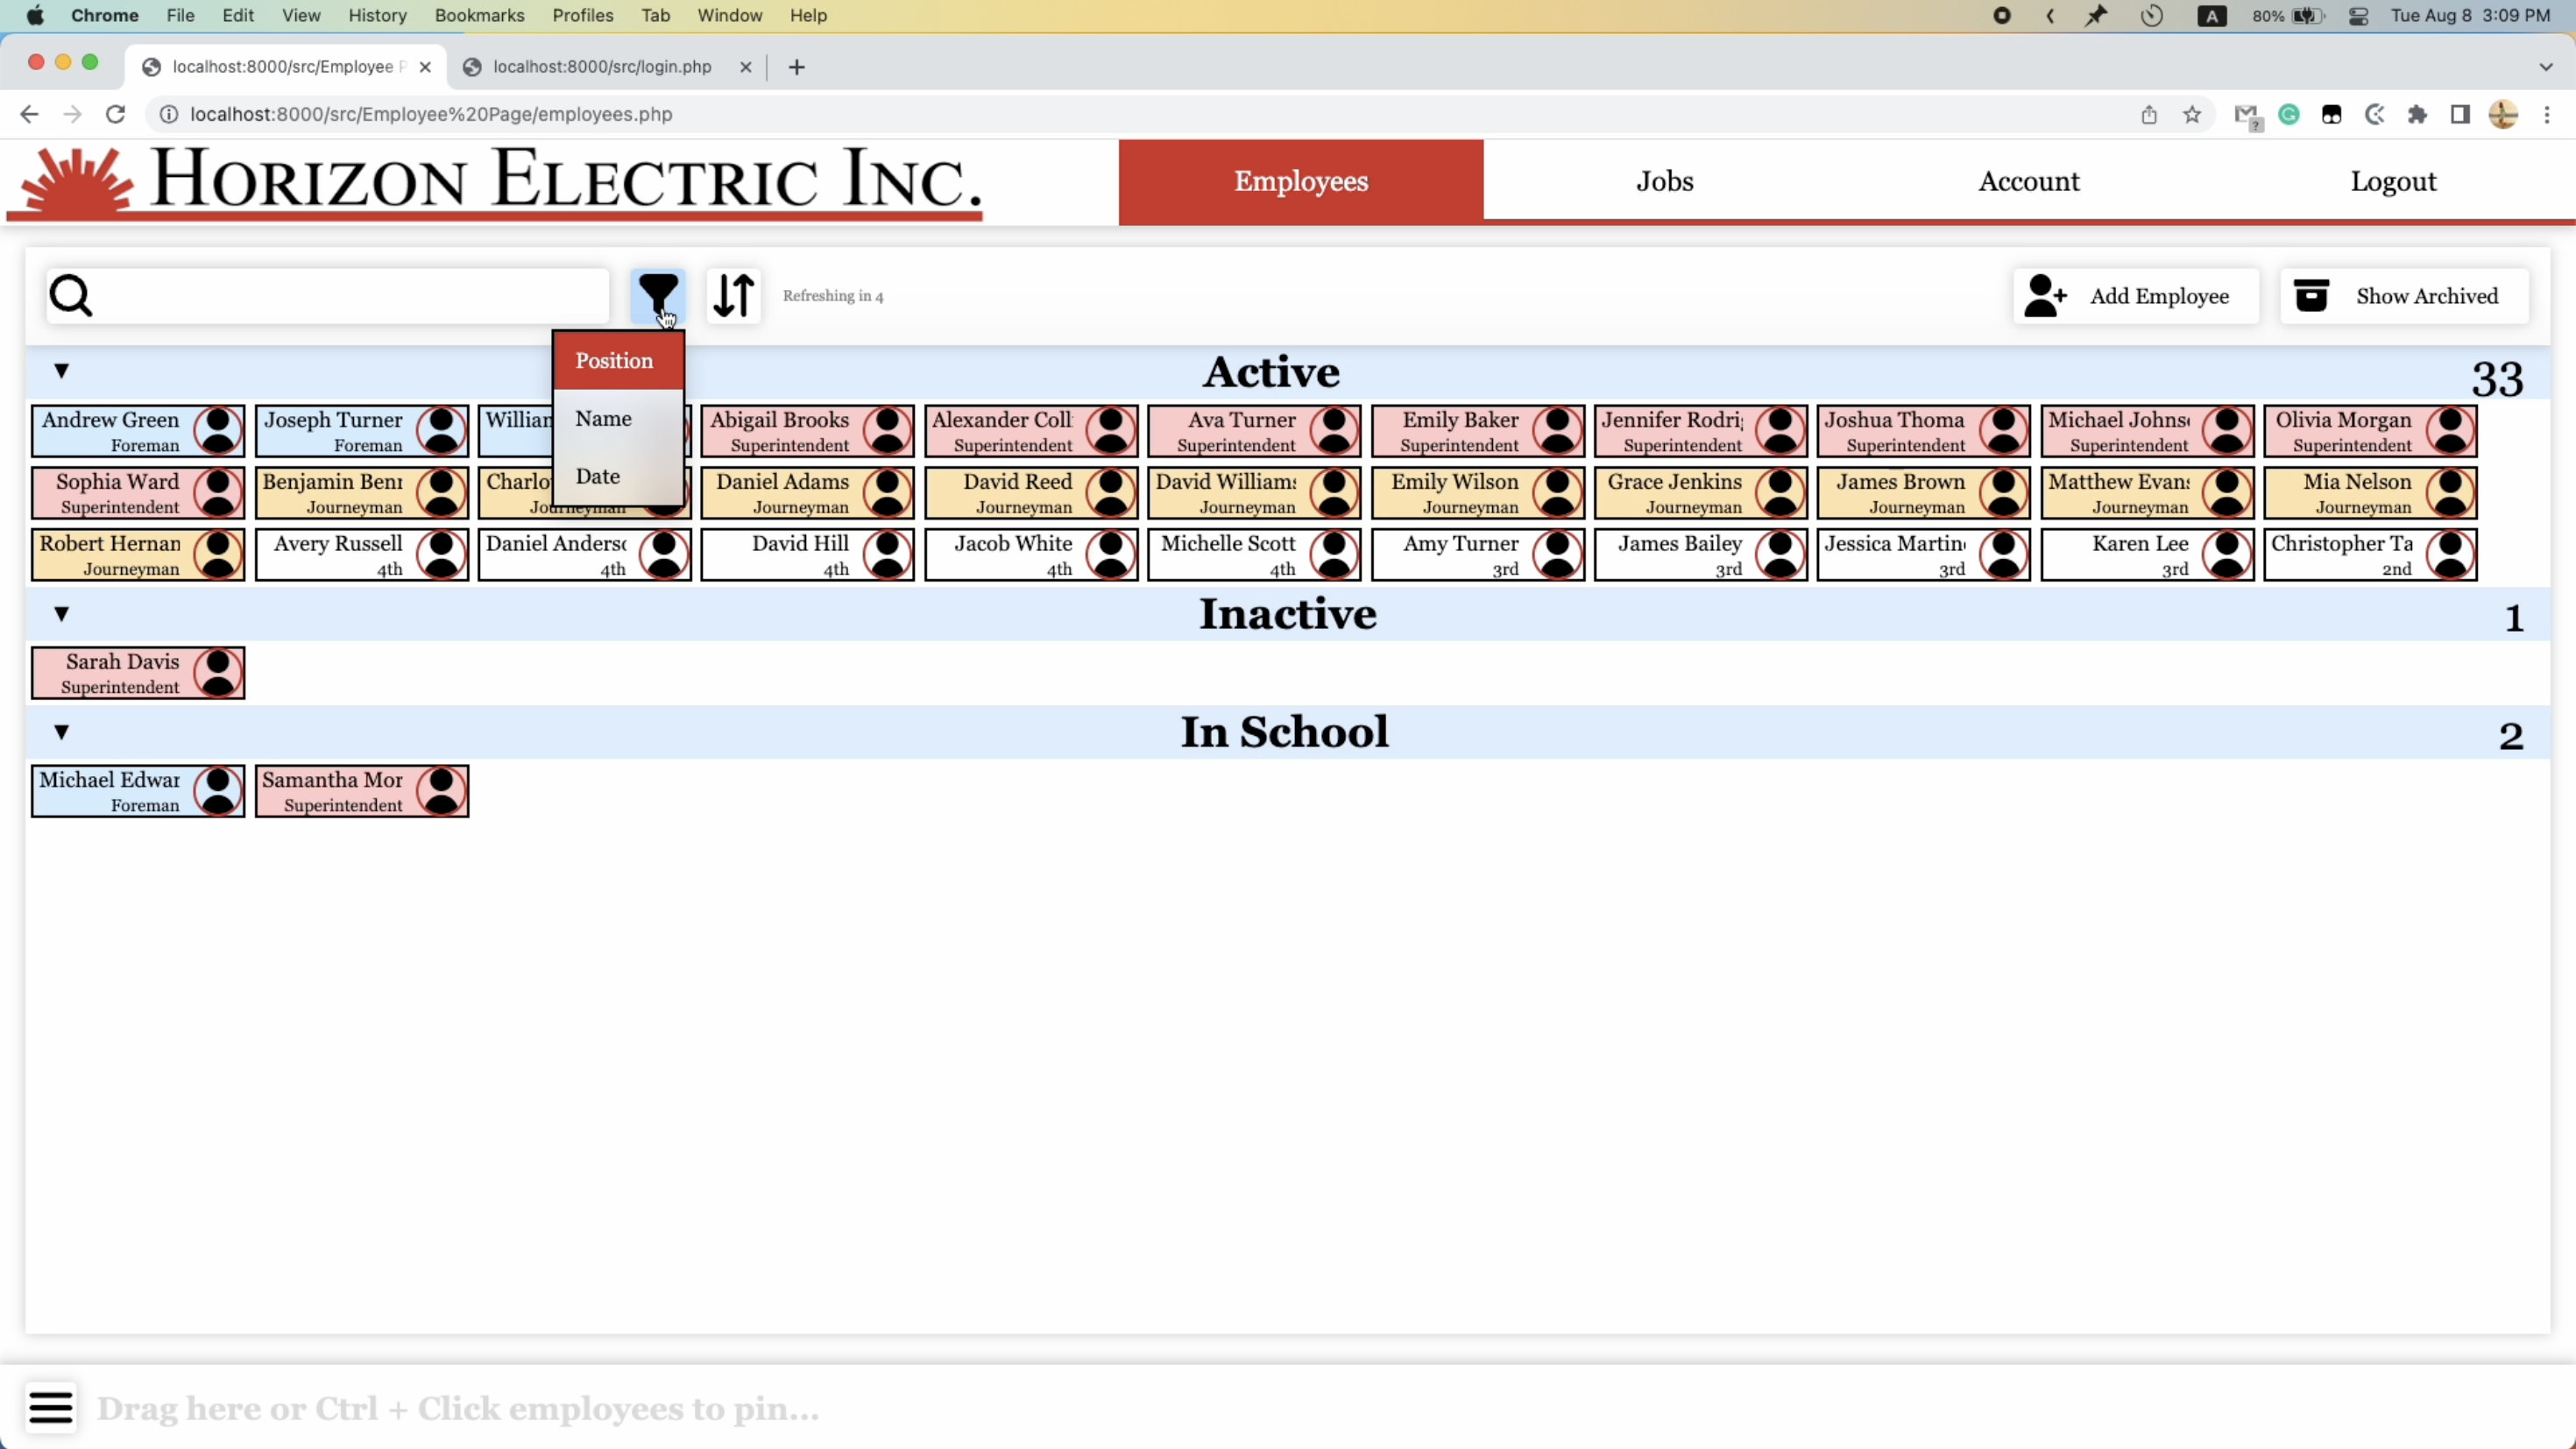 Chrome File Edit View History Bookmarks Profiles Tab Window Help A 80% Tue Aug 8 3:09 PM
localhost:8000/src/Employee P localhost:8000/src/login.php
localhost:8000/src/Employee%20Page/employees.php
HORIZON ELECTRIC INC. Employees Jobs Account Logout
Refreshing in 4 Add Employee Show Archived
Position
Name
Date
▼ Active 33
Andrew Green Joseph Turner William Abigail Brooks Alexander Coll Ava Turner Emily Baker Jennifer Rodri Joshua Thoma Michael Johns Olivia Morgan
Foreman Foreman Superintendent Superintendent Superintendent Superintendent Superintendent Superintendent Superintendent Superintendent
Sophia Ward Benjamin Benn Charlo Daniel Adams David Reed David Williams Emily Wilson Grace Jenkins James Brown Matthew Evans Mia Nelson
Superintendent Journeyman Journeyman Journeyman Journeyman Journeyman Journeyman Journeyman Journeyman Journeyman Journeyman
Robert Hernan Avery Russell Daniel Anders David Hill Jacob White Michelle Scott Amy Turner James Bailey Jessica Martin Karen Lee Christopher Ta
Journeyman 4th 4th 4th 4th 4th 3rd 3rd 3rd 3rd 2nd
▼ Inactive 1
Sarah Davis
Superintendent
▼ In School 2
Michael Edwar Samantha Mor
Foreman Superintendent
Drag here or Ctrl + Click employees to pin...